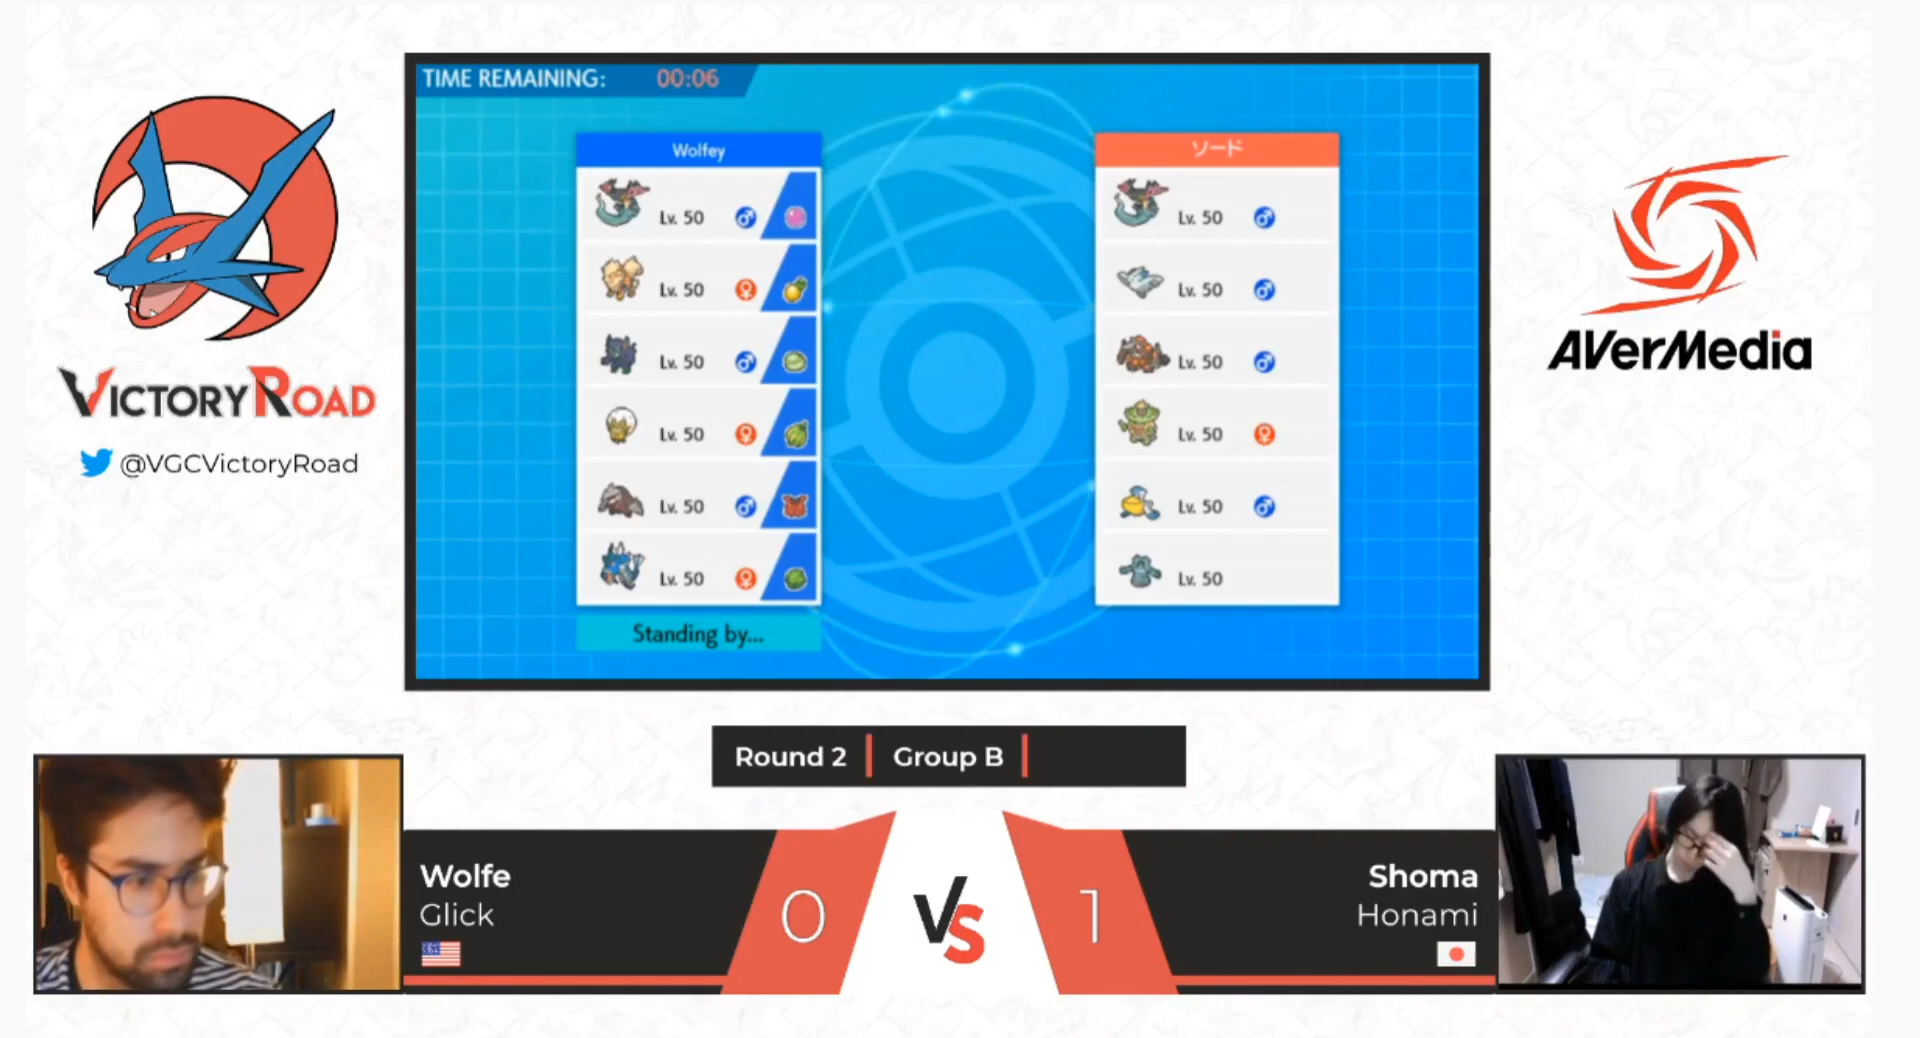 TIME REMAINING: 00:06
Wolfey
Lv. 50
Lv. 50
Lv. 50
Lv. 50
Lv. 50
Lv. 50
Standing by...
ソード
Lv. 50
Lv. 50
Lv. 50
Lv. 50
Lv. 50
Lv. 50
VICTORY ROAD
@VGCVictoryRoad
AVerMedia
Round 2 | Group B |
Wolfe
Glick
0
VS
1
Shoma
Honami